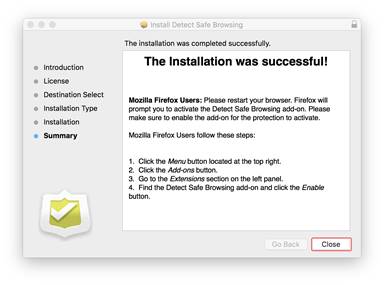 Install Detect Safe Browsing
The installation was completed successfully.
Introduction
License
Destination Select
Installation Type
Installation
Summary
The Installation was successful!
Mozilla Firefox Users: Please restart your browser. Firefox will
prompt you to activate the Detect Safe Browsing add-on. Please
make sure to enable add-on for the protection to activate.
Mozilla Firefox Users follow these steps:
1. Click the Menu button located at the top right.
2. Click the Add-ons button.
3. Go to the Extensions section on the left panel.
4. Find the Detect Safe Browsing add-on and click the Enable
button.
Go Back
Close